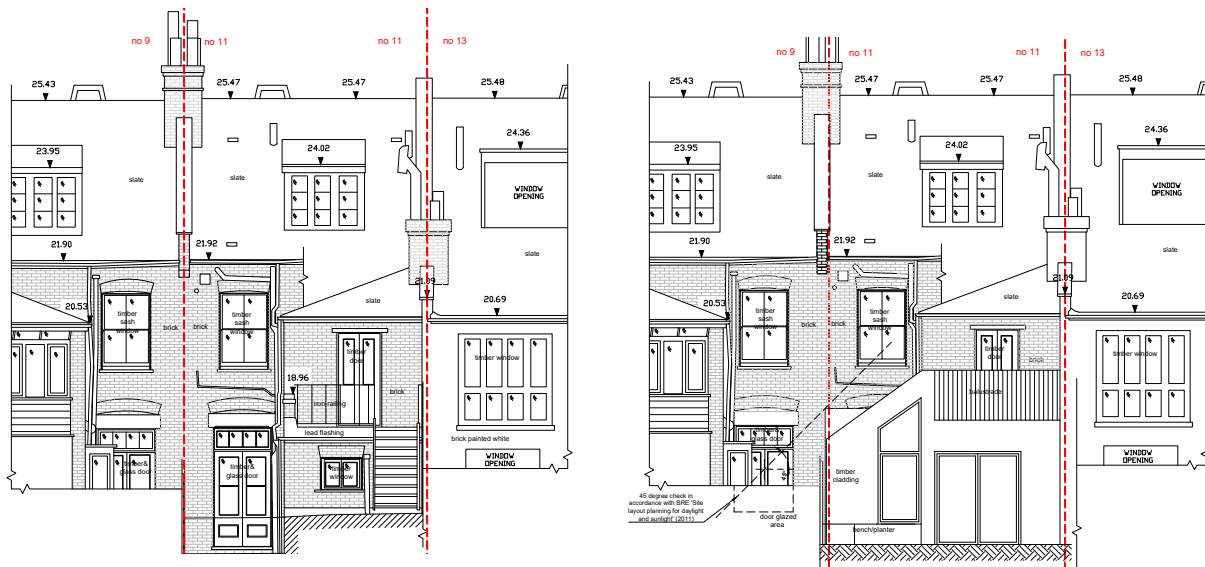 no 9
no 11
no 11
no 13
25.43
25.47
25.47
25.48
24.36
23.95
24.02
slate
slate
WINDOW
OPENING
21.90
21.92
slate
21.09
slate
20.53
20.69
timber
sash
window
brick
brick
timber
sash
window
timber
door
timber window
18.96
iron railing
brick
lead flashing
brick painted white
timber&
glass door
timber&
glass door
timber
window
WINDOW
OPENING
no 9
no 11
no 11
no 13
25.43
25.47
25.47
25.48
24.36
23.95
24.02
slate
slate
WINDOW
OPENING
21.90
21.92
slate
21.09
slate
20.53
20.69
timber
sash
window
brick
brick
timber
sash
window
timber
door
brick
timber window
balustrade
timber&
glass door
WINDOW
OPENING
timber
cladding
45 degree check in
accordance with BRE 'Site
layout planning for daylight
and sunlight' (2011)
door glazed
area
bench/planter